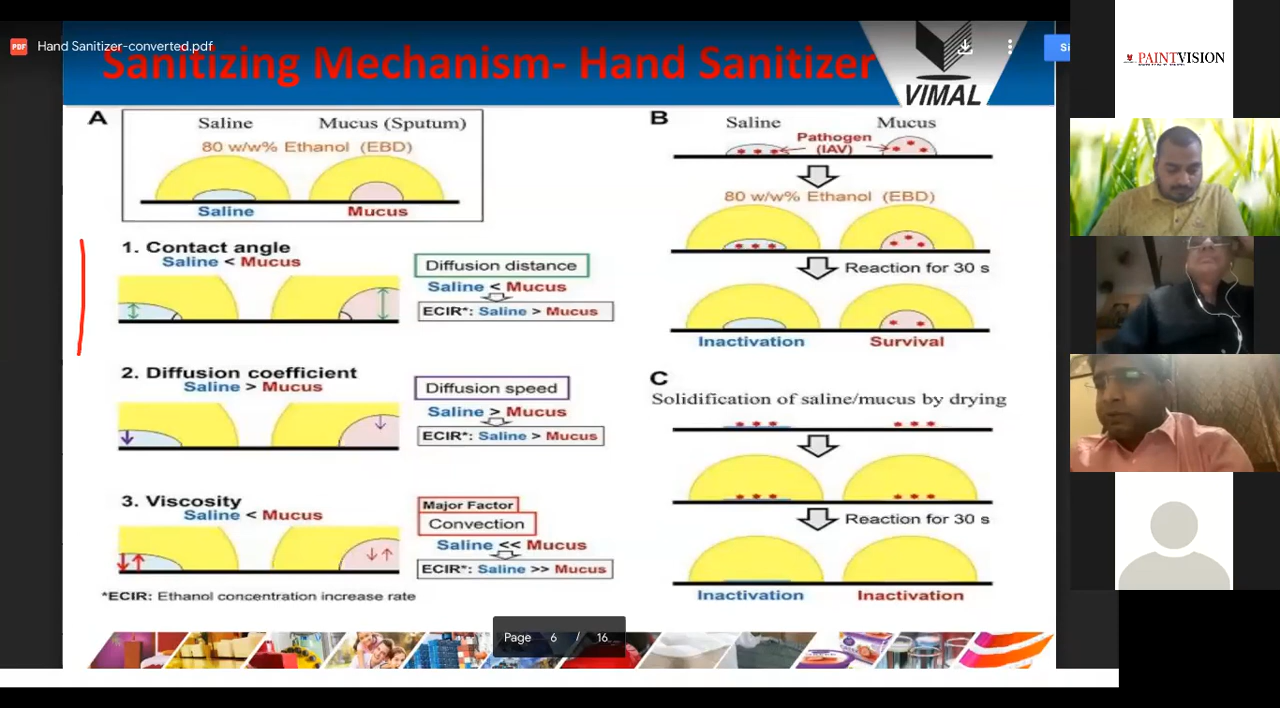 PDF
Hand Sanitizer-converted.pdf
Sanitizing Mechanism- Hand Sanitizer
Si
VIMAL
PAINTVISION
A
Saline Mucus (Sputum)
80 w/w% Ethanol (EBD)
Saline Mucus
1. Contact angle
Saline < Mucus
Diffusion distance
Saline < Mucus
ECIR*: Saline > Mucus
2. Diffusion coefficient
Saline > Mucus
Diffusion speed
Saline > Mucus
ECIR*: Saline > Mucus
3. Viscosity
Saline < Mucus
Major Factor
Convection
Saline << Mucus
ECIR*: Saline >> Mucus
*ECIR: Ethanol concentration increase rate
B
Saline Mucus
Pathogen
(IAV)
80 w/w% Ethanol (EBD)
Reaction for 30 s
Inactivation Survival
C
Solidification of saline/mucus by drying
Reaction for 30 s
Inactivation Inactivation
Page 6 / 16